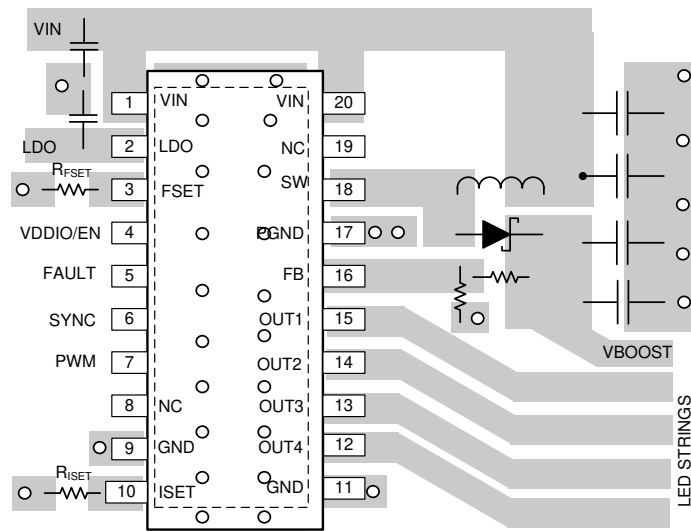 VIN
1 VIN VIN 20
LDO 2 LDO NC 19
RFSET 3 FSET SW 18
VDDIO/EN 4 PGND 17
FAULT 5 FB 16
SYNC 6 OUT1 15
PWM 7 OUT2 14
8 NC OUT3 13
9 GND OUT4 12
RISET 10 ISET GND 11
VBOOST
LED STRINGS